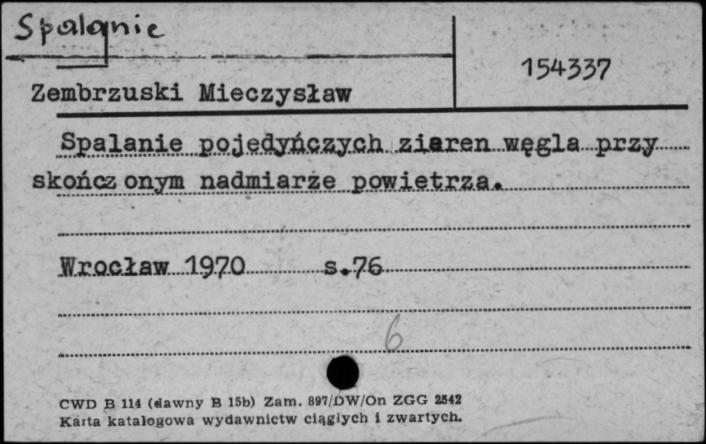 Spalanie
154337
Zembrzuski Mieczysław
Spalanie pojedyńczych ziaren węgla przy
skończonym nadmiarze powietrza.
Wrocław 1970 s.76
6
CWD B 114 (dawny B 15b) Zam. 897/DW/On ZGG 2542
Karta katalogowa wydawnictw ciągłych i zwartych.